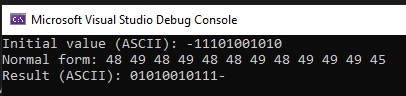 Microsoft Visual Studio Debug Console
Initial value (ASCII): -11101001010
Normal form: 48 49 48 49 48 48 49 48 49 49 49 45
Result (ASCII): 01010010111-